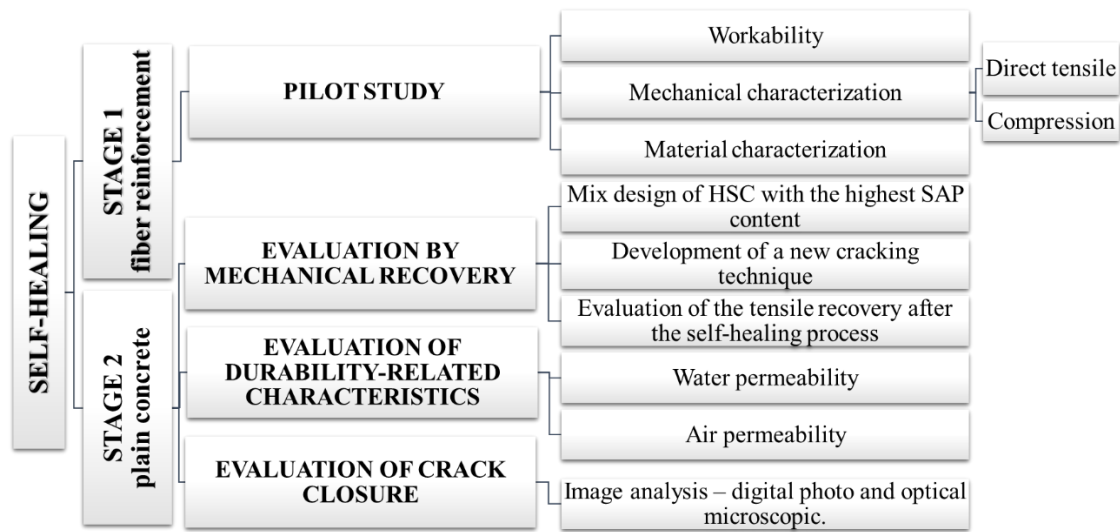 SELF-HEALING
STAGE 1
fiber reinforcement
PILOT STUDY
Workability
Mechanical characterization
Direct tensile
Compression
Material characterization
STAGE 2
plain concrete
EVALUATION BY
MECHANICAL RECOVERY
Mix design of HSC with the highest SAP
content
Development of a new cracking
technique
Evaluation of the tensile recovery after
the self-healing process
EVALUATION OF
DURABILITY-RELATED
CHARACTERISTICS
Water permeability
Air permeability
EVALUATION OF CRACK
CLOSURE
Image analysis – digital photo and optical
microscopic.